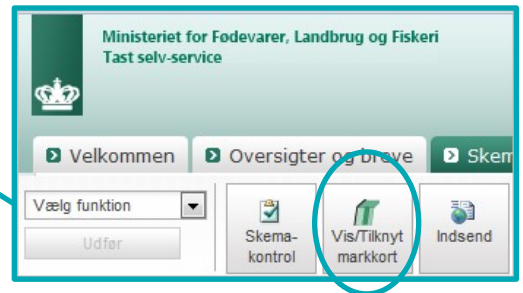 Ministeriet for Fødevarer, Landbrug og Fiskeri
Tast selv-service
Velkommen
Oversigter og breve
Skem
Vælg funktion
Udfør
Skema-
kontrol
Vis/Tilknyt
markkort
Indsend